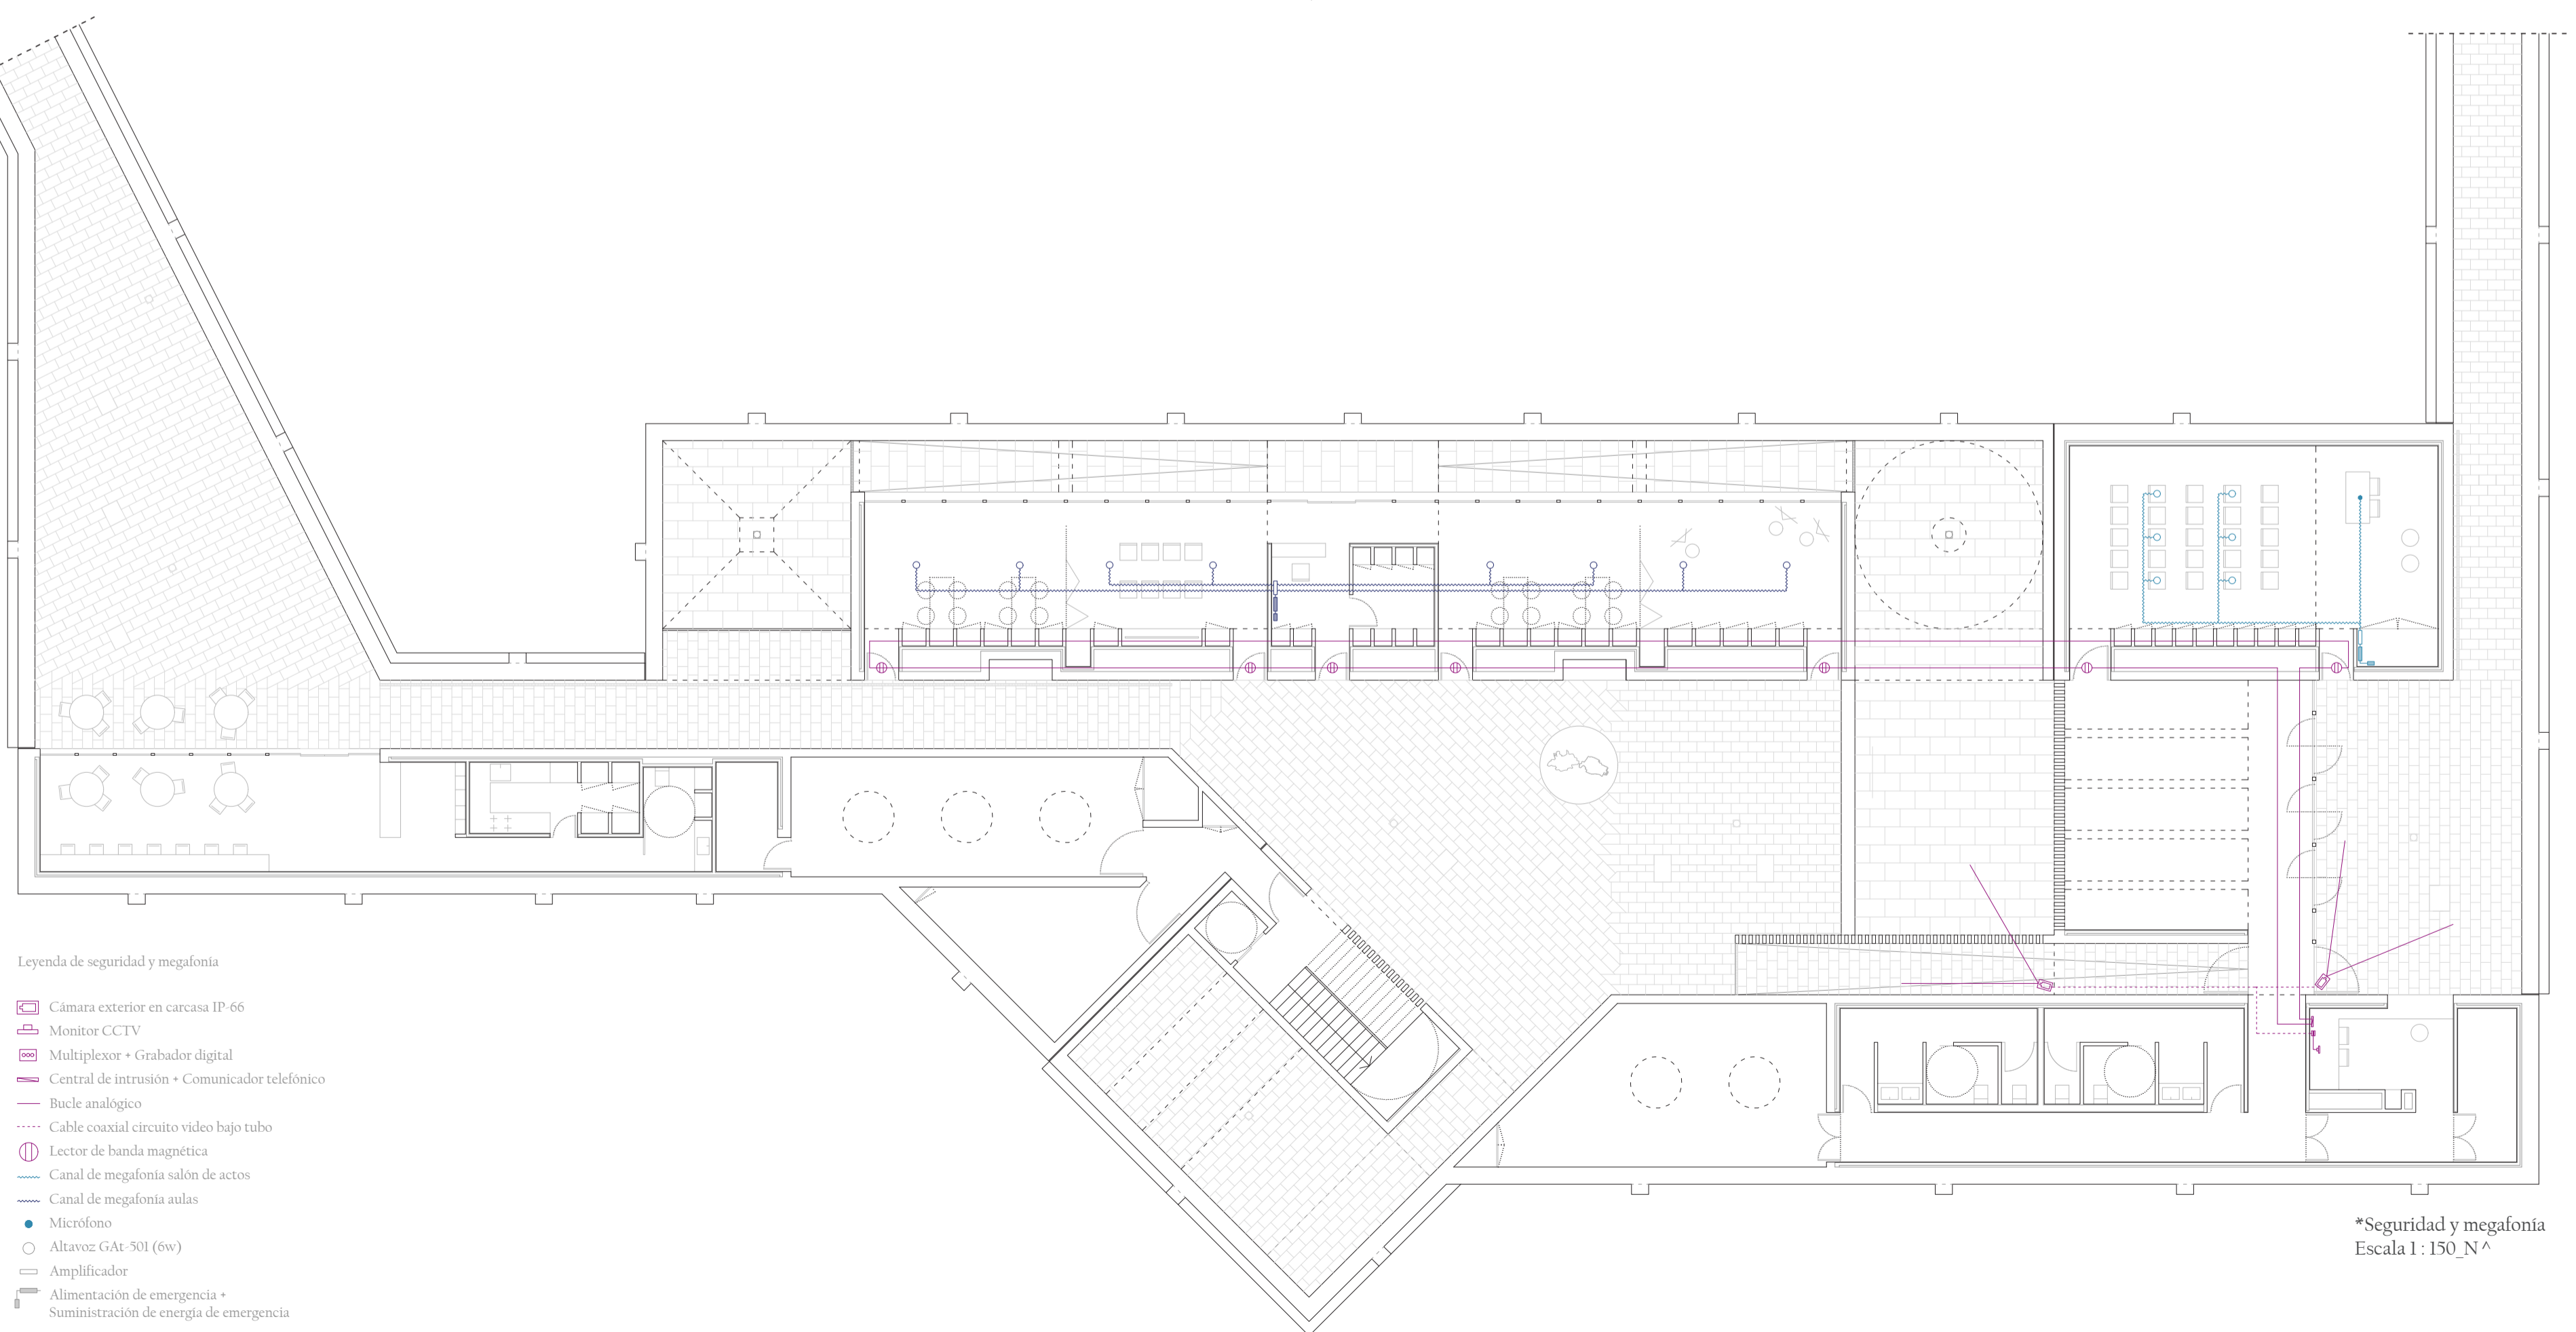 Leyenda de seguridad y megafonía
Cámara exterior en carcasa IP-66
Monitor CCTV
Multiplexor + Grabador digital
Central de intrusión + Comunicador telefónico
Bucle analógico
Cable coaxial circuito video bajo tubo
Lector de banda magnética
Canal de megafonía salón de actos
Canal de megafonía aulas
Micrófono
Altavoz GAt-501 (6w)
Amplificador
Alimentación de emergencia +
Suministración de energía de emergencia
*Seguridad y megafonía
Escala 1 : 150_N ^